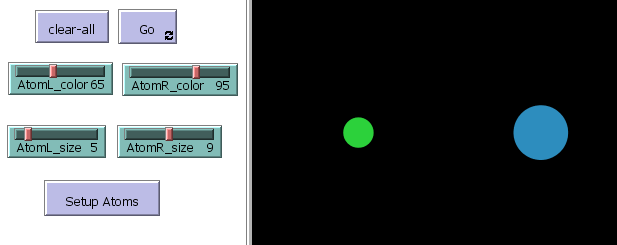 clear-all
Go
AtomL_color 65
AtomR_color 95
AtomL_size 5
AtomR_size 9
Setup Atoms